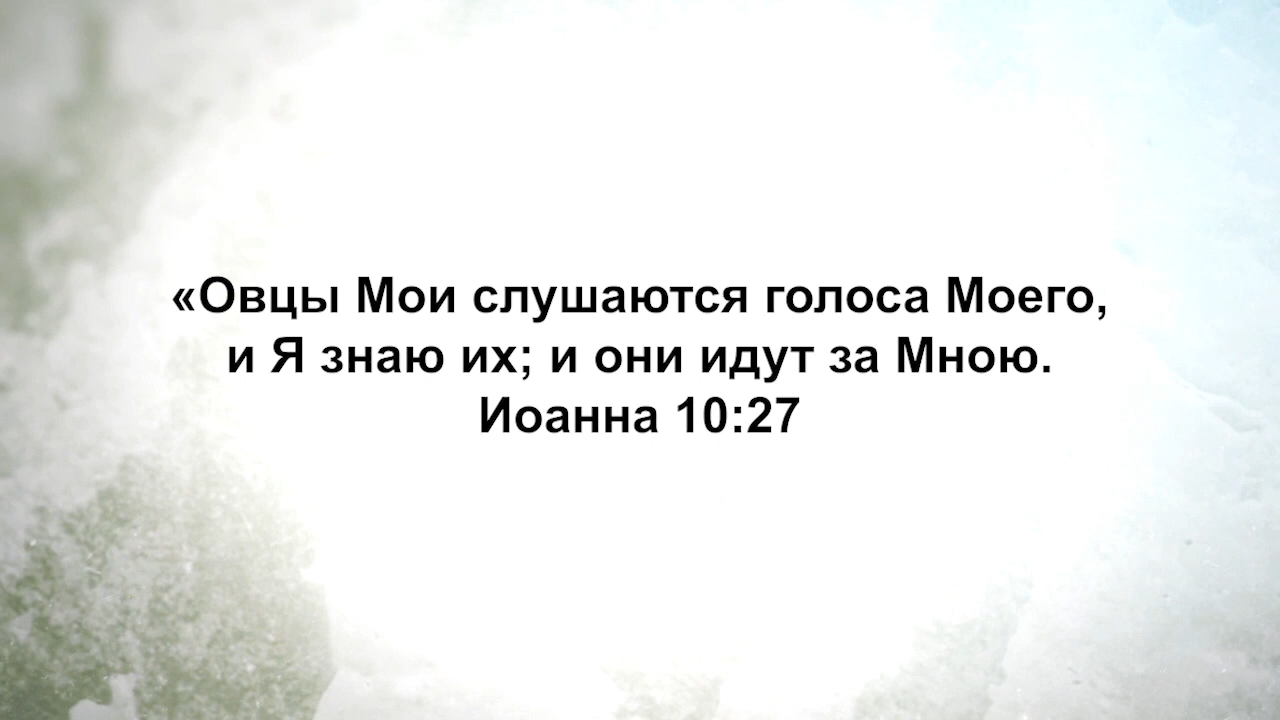 «Овцы Мои слушаются голоса Моего,
и Я знаю их; и они идут за Мною.
Иоанна 10:27